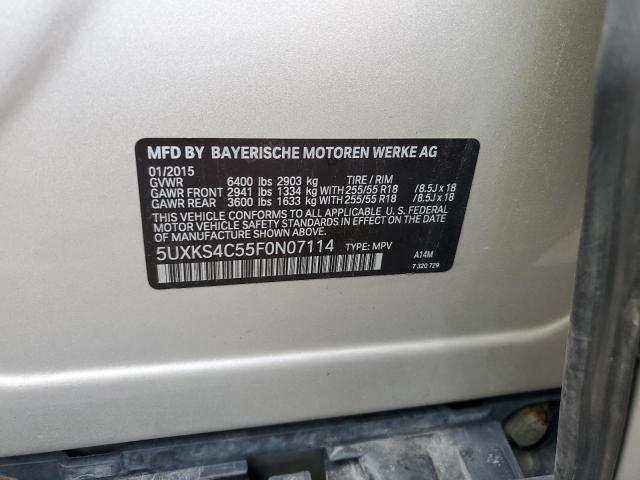 MFD BY BAYERISCHE MOTOREN WERKE AG
01/2015
GVWR 6400 lbs 2903 kg TIRE / RIM
GAWR FRONT 2941 lbs 1334 kg WITH 255/55 R18 / 8.5J x 18
GAWR REAR 3600 lbs 1633 kg WITH 255/55 R18 / 8.5J x 18
THIS VEHICLE CONFORMS TO ALL APPLICABLE U. S. FEDERAL
MOTOR VEHICLE SAFETY STANDARDS IN EFFECT ON THE DATE
OF MANUFACTURE SHOWN ABOVE.
5UXKS4C55F0N07114 TYPE: MPV
A14M
7 320 729